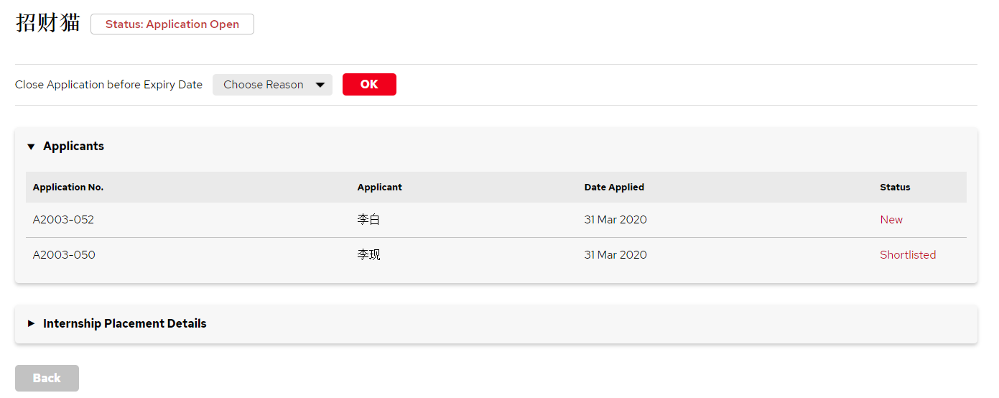 招财猫 Status: Application Open
Close Application before Expiry Date Choose Reason OK
Applicants
Application No. Applicant Date Applied Status
A2003-052 李白 31 Mar 2020 New
A2003-050 李现 31 Mar 2020 Shortlisted
Internship Placement Details
Back